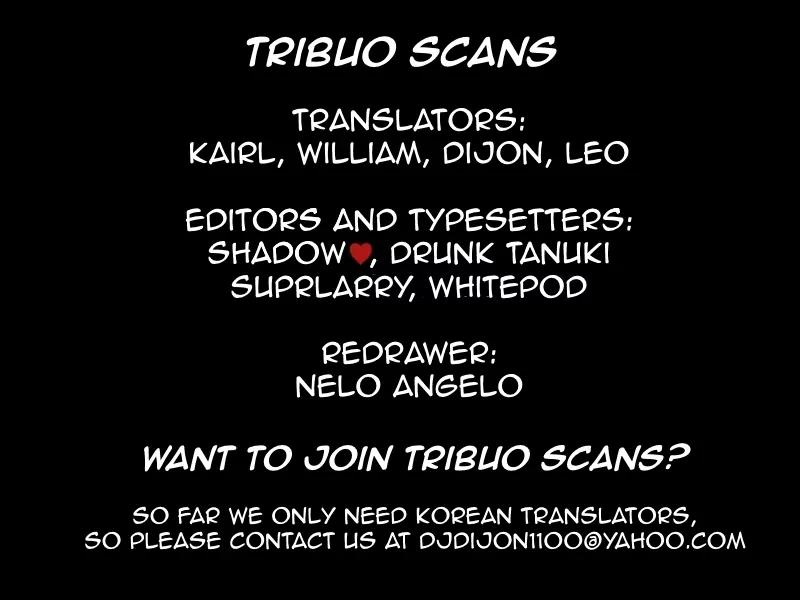 TRIBUO SCANS
TRANSLATORS:
KAIRL, WILLIAM, DIJON, LEO
EDITORS AND TYPESETTERS:
SHADOW♥, DRUNK TANUKI
SUPRLARRY, WHITEPOD
REDRAWER:
NELO ANGELO
WANT TO JOIN TRIBUO SCANS?
SO FAR WE ONLY NEED KOREAN TRANSLATORS,
SO PLEASE CONTACT US AT DJDIJON1100@YAHOO.COM